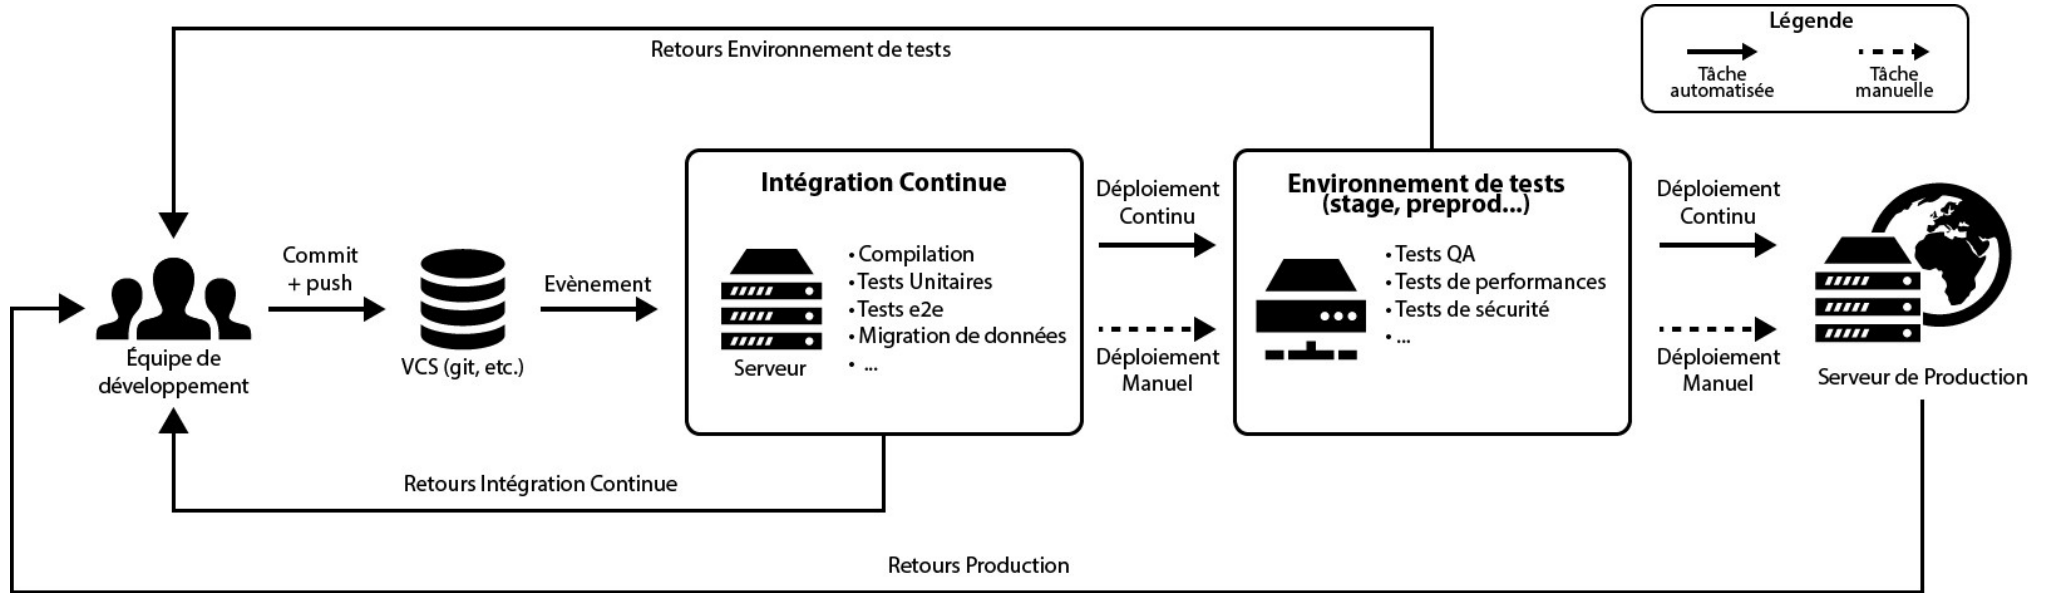 Légende
Tâche
automatisée
Tâche
manuelle
Retours Environnement de tests
Équipe de
développement
Commit
+ push
VCS (git, etc.)
Evènement
Intégration Continue
Serveur
• Compilation
• Tests Unitaires
• Tests e2e
• Migration de données
• ...
Déploiement
Continu
Déploiement
Manuel
Environnement de tests
(stage, preprod...)
• Tests QA
• Tests de performances
• Tests de sécurité
• ...
Déploiement
Continu
Déploiement
Manuel
Serveur de Production
Retours Intégration Continue
Retours Production